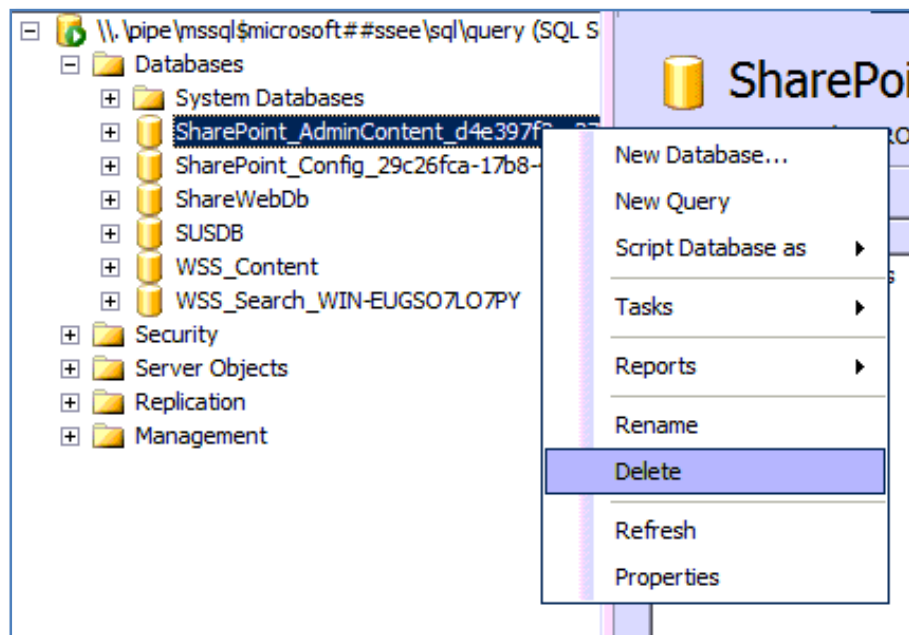 \\.\pipe\mssql$microsoft##ssee\sql\query (SQL S
Databases
System Databases
SharePoint_AdminContent_d4e397f
SharePoint_Config_29c26fca-17b8-
ShareWebDb
SUSDB
WSS_Content
WSS_Search_WIN-EUGSO7LO7PY
Security
Server Objects
Replication
Management
SharePoi
New Database...
New Query
Script Database as
Tasks
Reports
Rename
Delete
Refresh
Properties